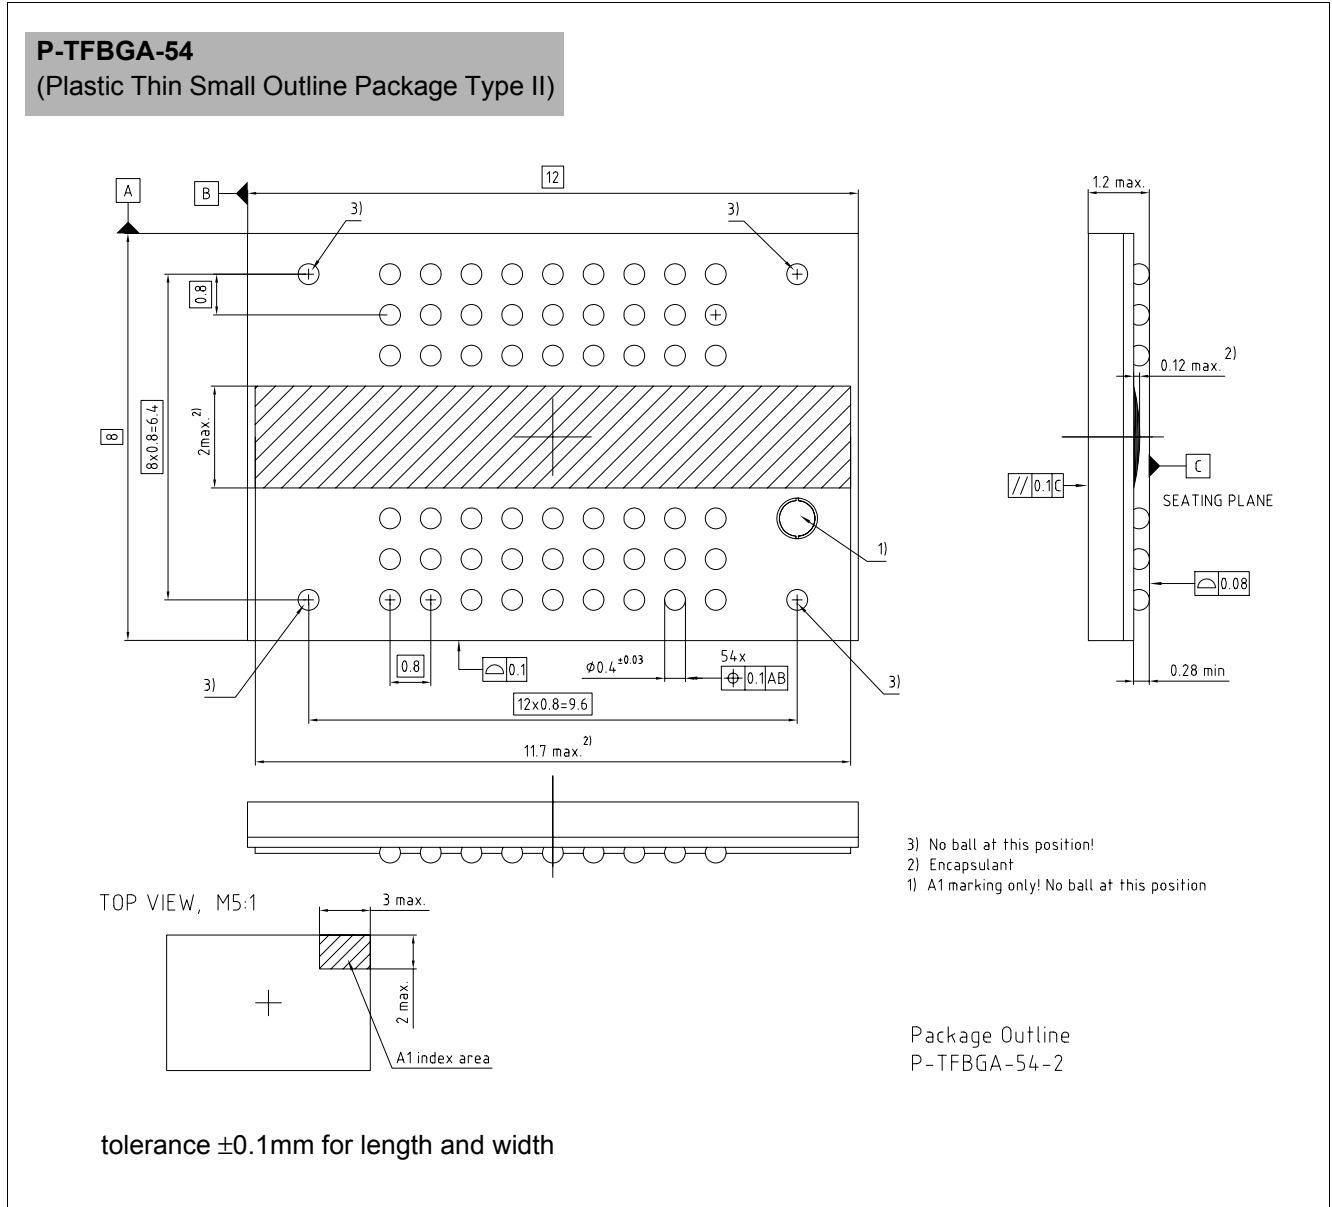 P-TFBGA-54
(Plastic Thin Small Outline Package Type II)
12
A
B
3)
3)
0.8
8
8x0.8=6.4
2max. 2)
1)
0.8
0.1
ø0.4 ±0.03
54x
0.1 AB
3)
3)
12x0.8=9.6
11.7 max. 2)
1.2 max.
0.12 max. 2)
C
// 0.1 C
SEATING PLANE
0.08
0.28 min
3) No ball at this position!
2) Encapsulant
1) A1 marking only! No ball at this position
TOP VIEW, M5:1
3 max.
2 max.
A1 index area
Package Outline
P-TFBGA-54-2
tolerance ±0.1mm for length and width